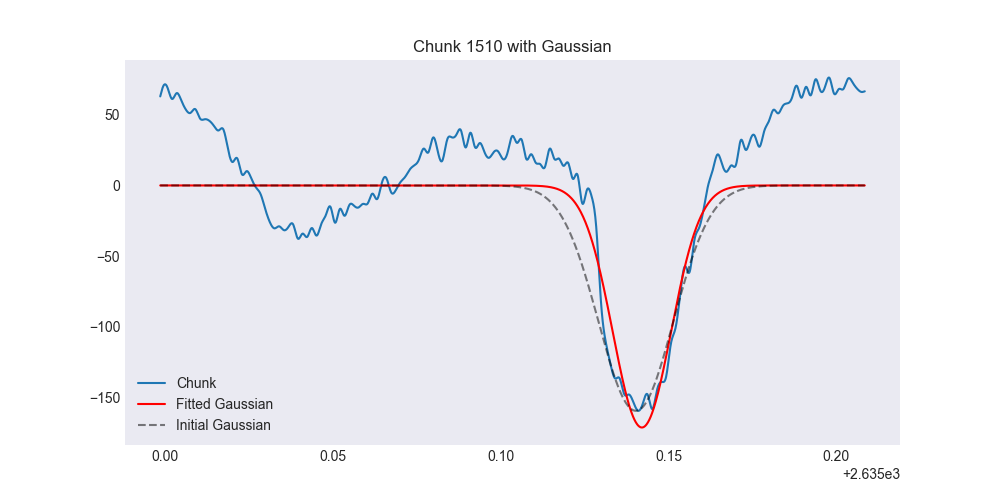 Chunk 1510 with Gaussian
50
0
−50
−100
−150
Chunk
Fitted Gaussian
Initial Gaussian
0.00 0.05 0.10 0.15 0.20
+2.635e3